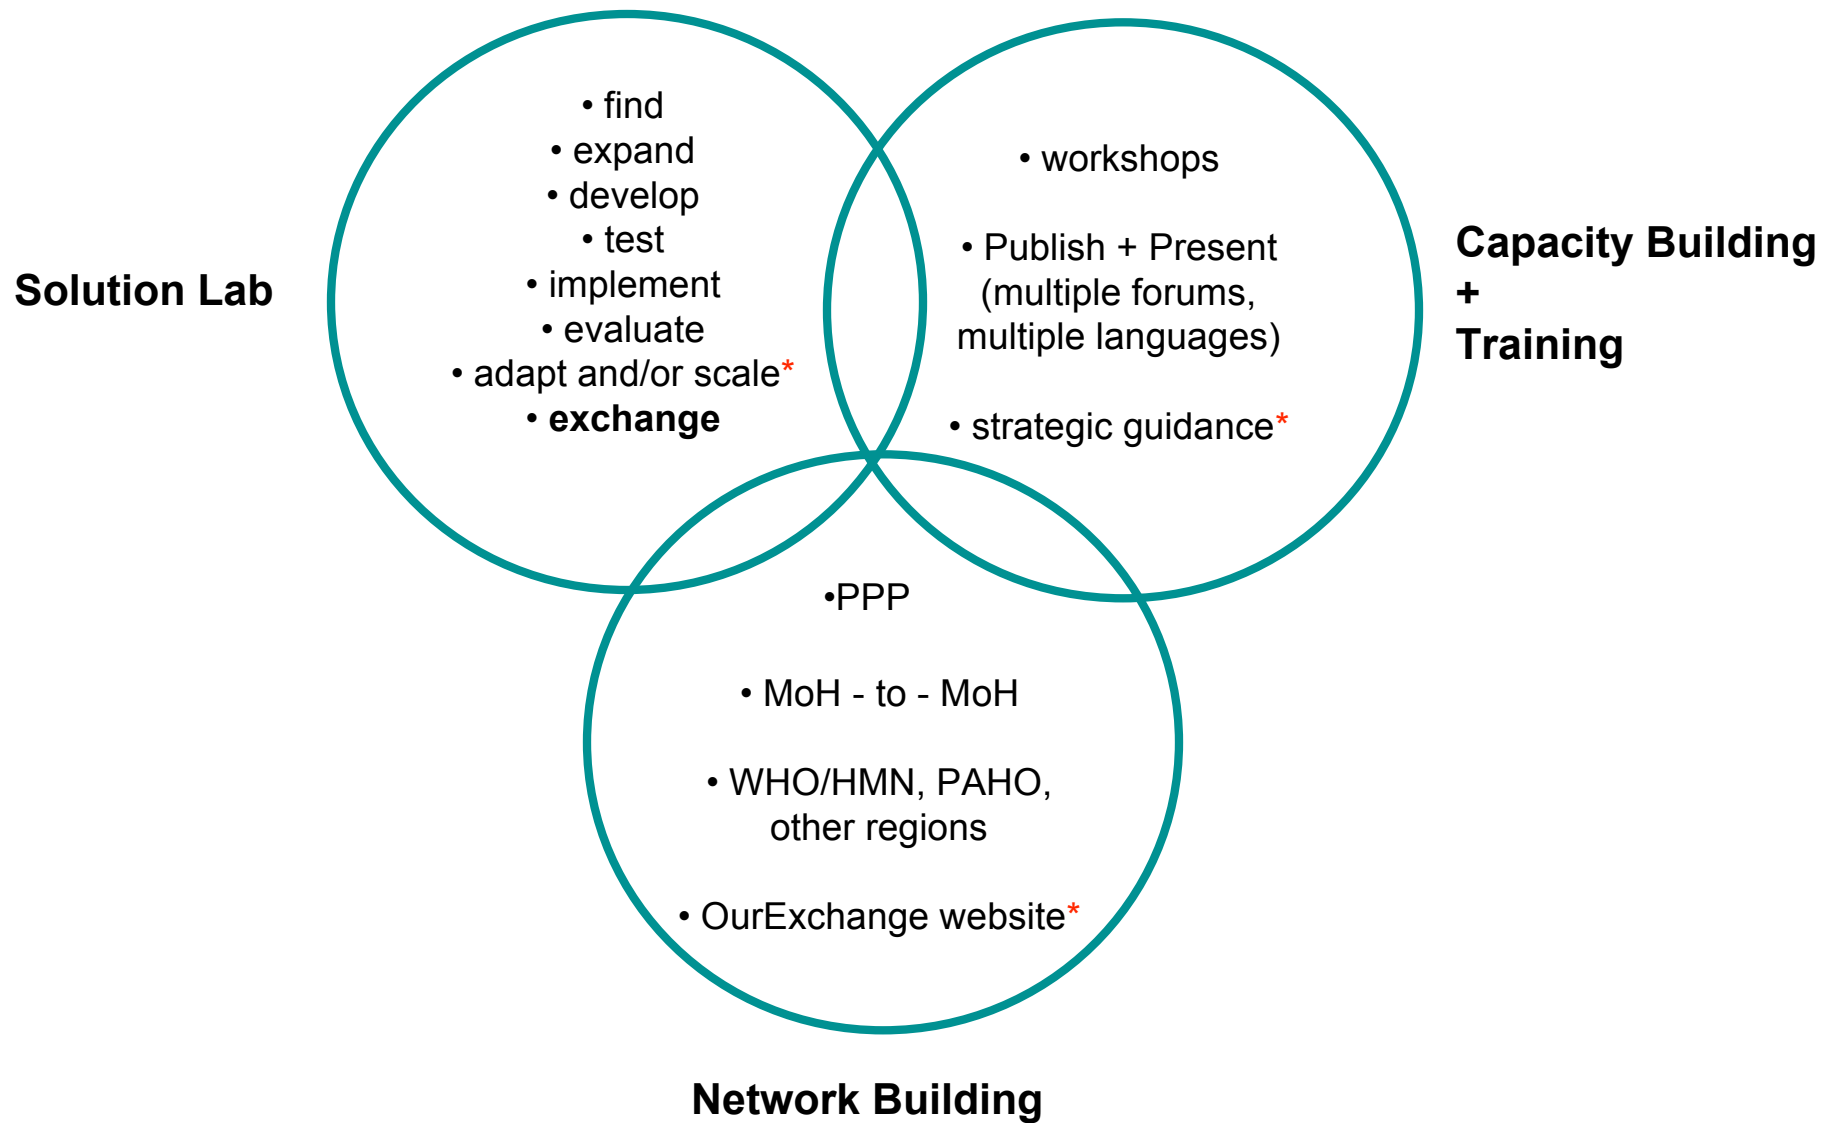 Solution Lab
• find
• expand
• develop
• test
• implement
• evaluate
• adapt and/or scale*
• exchange
• workshops
• Publish + Present
(multiple forums,
multiple languages)
• strategic guidance*
Capacity Building
+
Training
•PPP
• MoH - to - MoH
• WHO/HMN, PAHO,
other regions
• OurExchange website*
Network Building